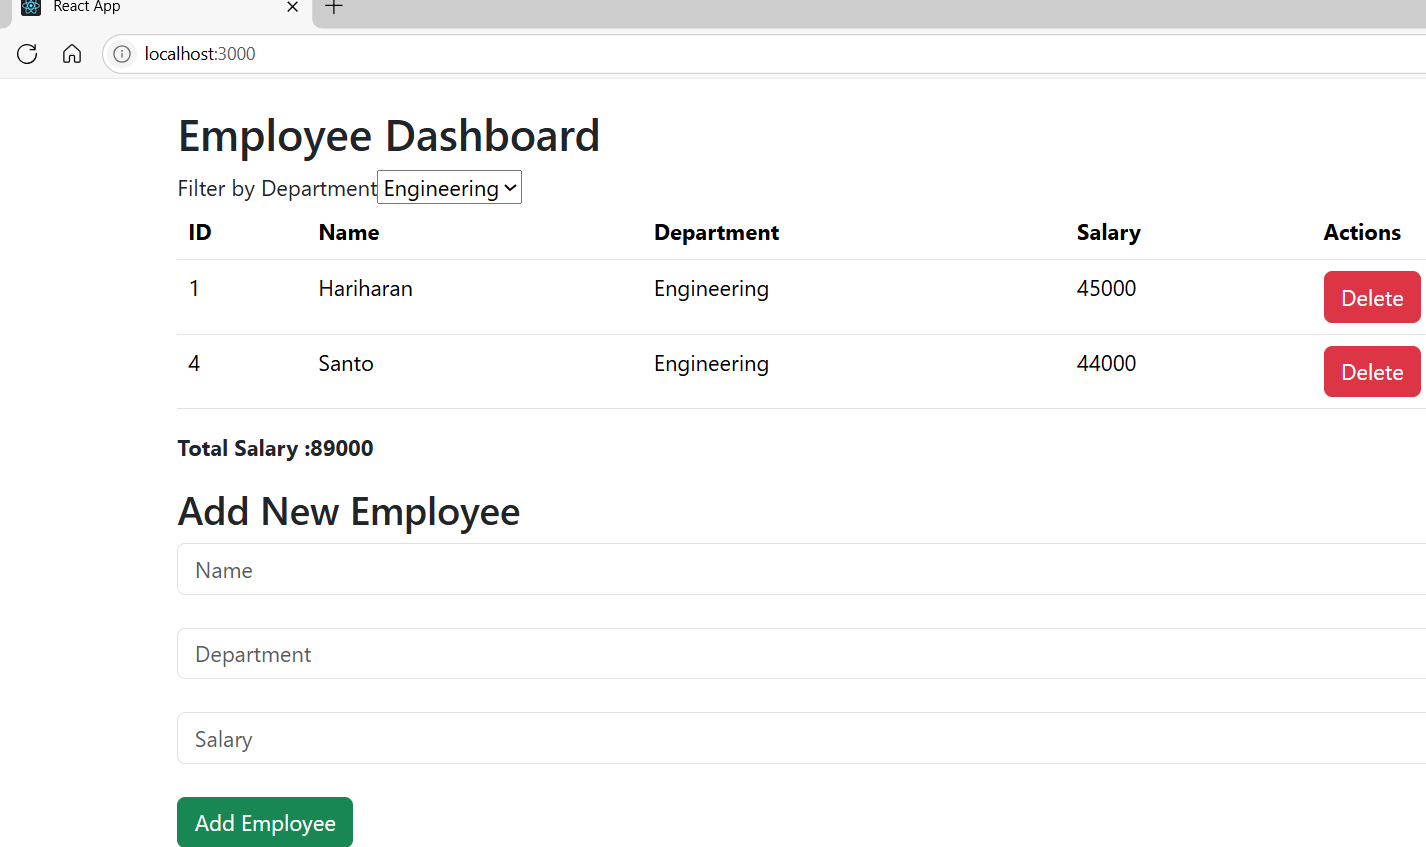 React App
localhost:3000
Employee Dashboard
Filter by Department Engineering
ID Name Department Salary Actions
1 Hariharan Engineering 45000 Delete
4 Santo Engineering 44000 Delete
Total Salary :89000
Add New Employee
Name
Department
Salary
Add Employee